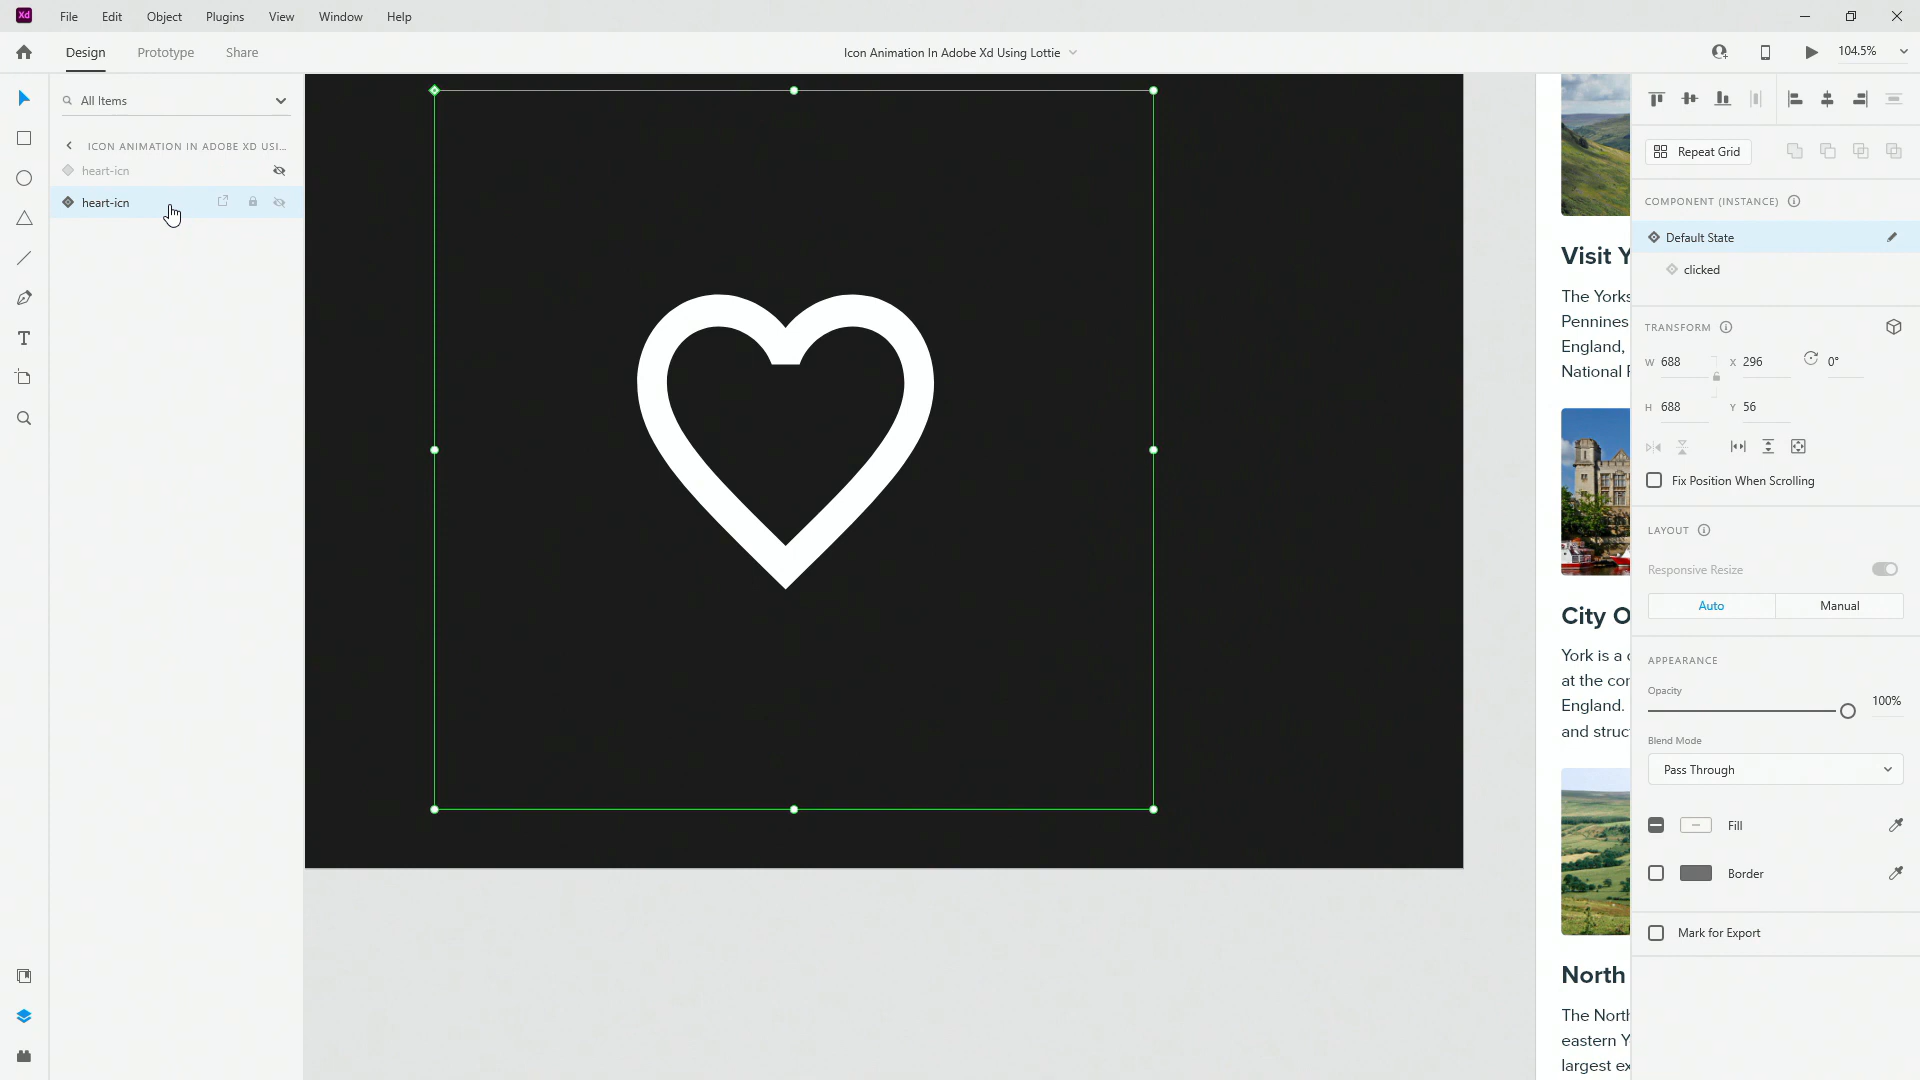 Xd File Edit Object Plugins View Window Help
Design Prototype Share
Icon Animation In Adobe Xd Using Lottie
104.5%
All Items
ICON ANIMATION IN ADOBE XD USI...
heart-icn
heart-icn
Visit Y
The Yorks
Pennines
England,
National
City O
York is a
at the cor
England.
and struc
North
The North
eastern Y
largest ex
Repeat Grid
COMPONENT (INSTANCE)
Default State
clicked
TRANSFORM
W 688 X 296 0°
H 688 Y 56
Fix Position When Scrolling
LAYOUT
Responsive Resize
Auto Manual
APPEARANCE
Opacity
100%
Blend Mode
Pass Through
Fill
Border
Mark for Export